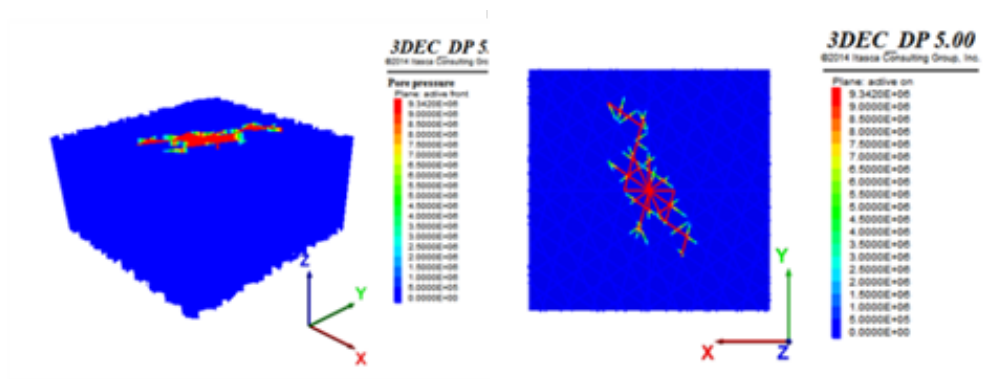 3DEC_DP 5.
©2014 Itasca Consulting Gro
Pore pressure
Plane: active front
9.3420E+06
9.0000E+06
8.5000E+06
8.0000E+06
7.5000E+06
7.0000E+06
6.5000E+06
6.0000E+06
5.5000E+06
5.0000E+06
4.5000E+06
4.0000E+06
3.5000E+06
3.0000E+06
2.5000E+06
2.0000E+06
1.5000E+06
1.0000E+06
5.0000E+05
0.0000E+00
Z
Y
X
3DEC_DP 5.00
©2014 Itasca Consulting Group, Inc.
Plane: active on
9.3420E+06
9.0000E+06
8.5000E+06
8.0000E+06
7.5000E+06
7.0000E+06
6.5000E+06
6.0000E+06
5.5000E+06
5.0000E+06
4.5000E+06
4.0000E+06
3.5000E+06
3.0000E+06
2.5000E+06
2.0000E+06
1.5000E+06
1.0000E+06
5.0000E+05
0.0000E+00
Y
X
Z